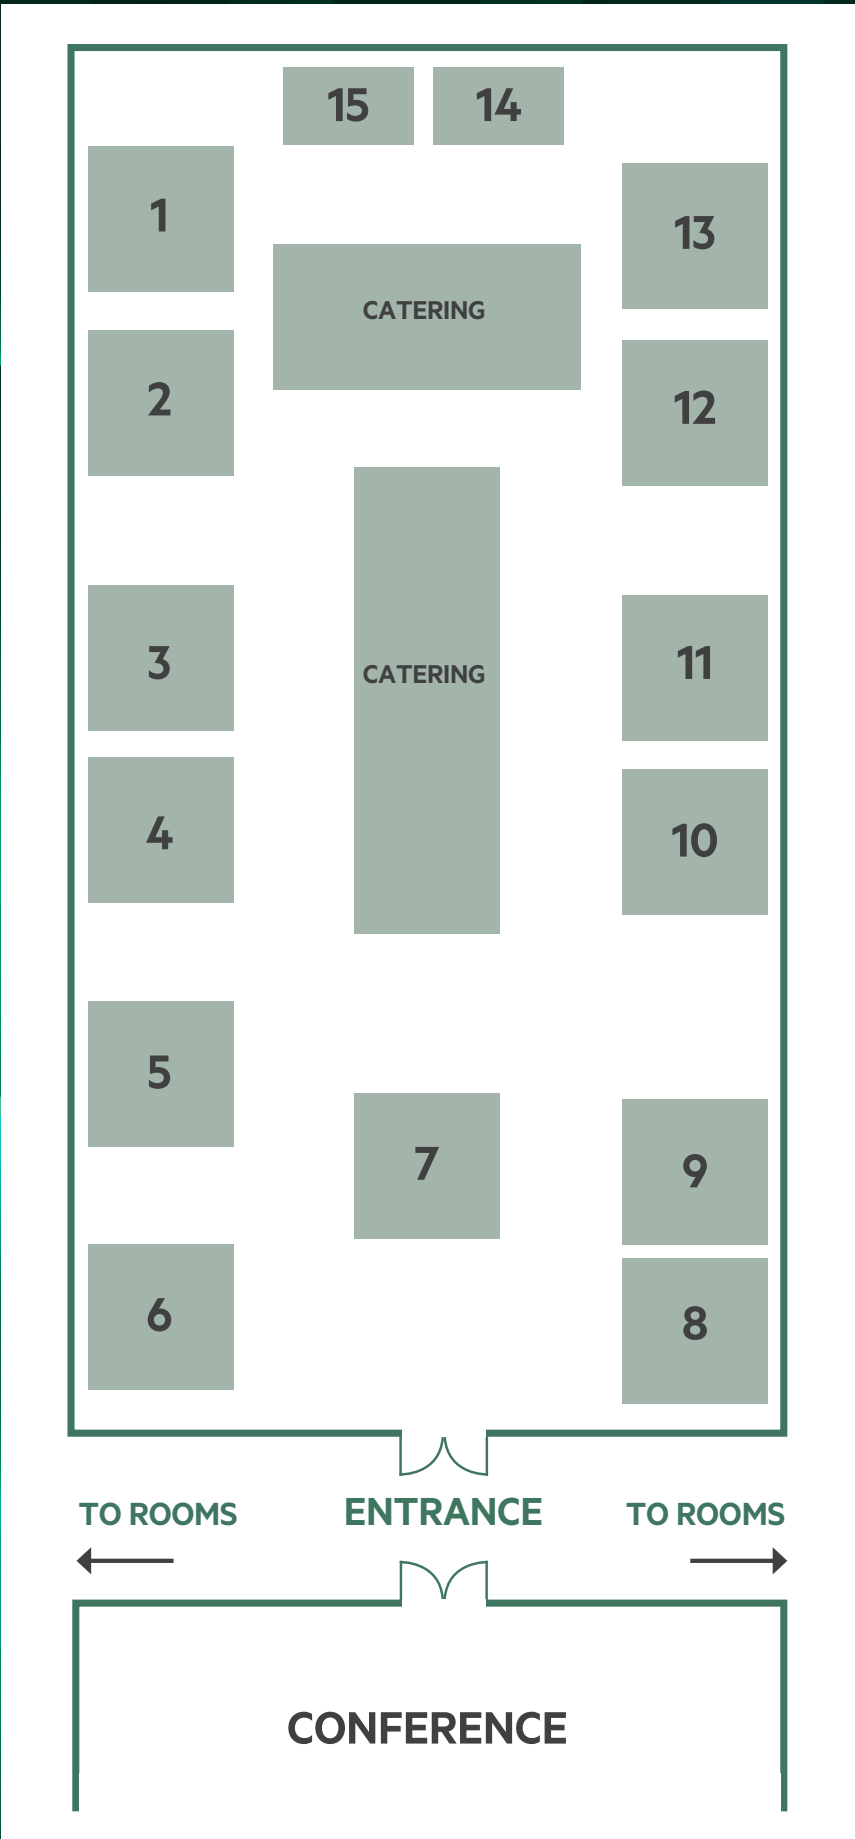 15
14
1
13
CATERING
2
12
3
11
CATERING
4
10
5
7
9
6
8
TO ROOMS
ENTRANCE
TO ROOMS
CONFERENCE